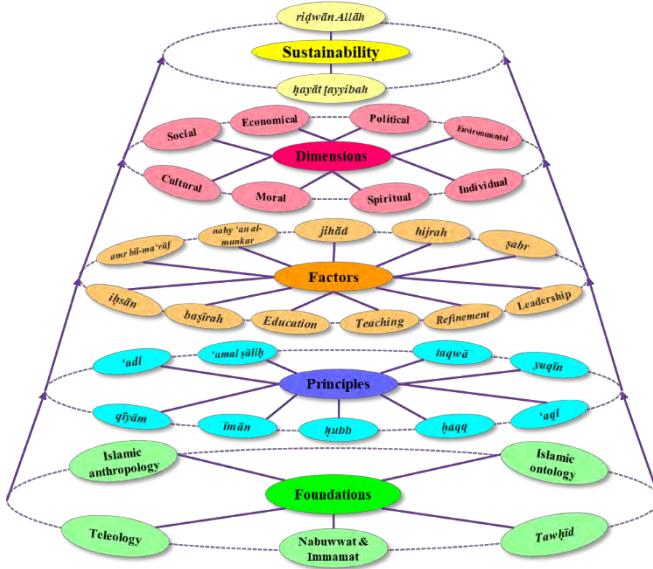 riḍwān Allāh
Sustainability
ḥayāt ṭayyibah
Social
Economical
Political
Environmental
Dimensions
Cultural
Moral
Spiritual
Individual
amr bil-ma‘rūf
nahy ‘an al-
munkar
jihād
hijrah
ṣabr
Factors
iḥsān
baṣīrah
Education
Teaching
Refinement
Leadership
‘adl
‘amal ṣāliḥ
taqwā
yuqīn
Principles
qīyām
īmān
ḥubb
ḥaqq
‘aql
Islamic
anthropology
Islamic
ontology
Foundations
Teleology
Nabuwwat &
Immamat
Tawḥīd